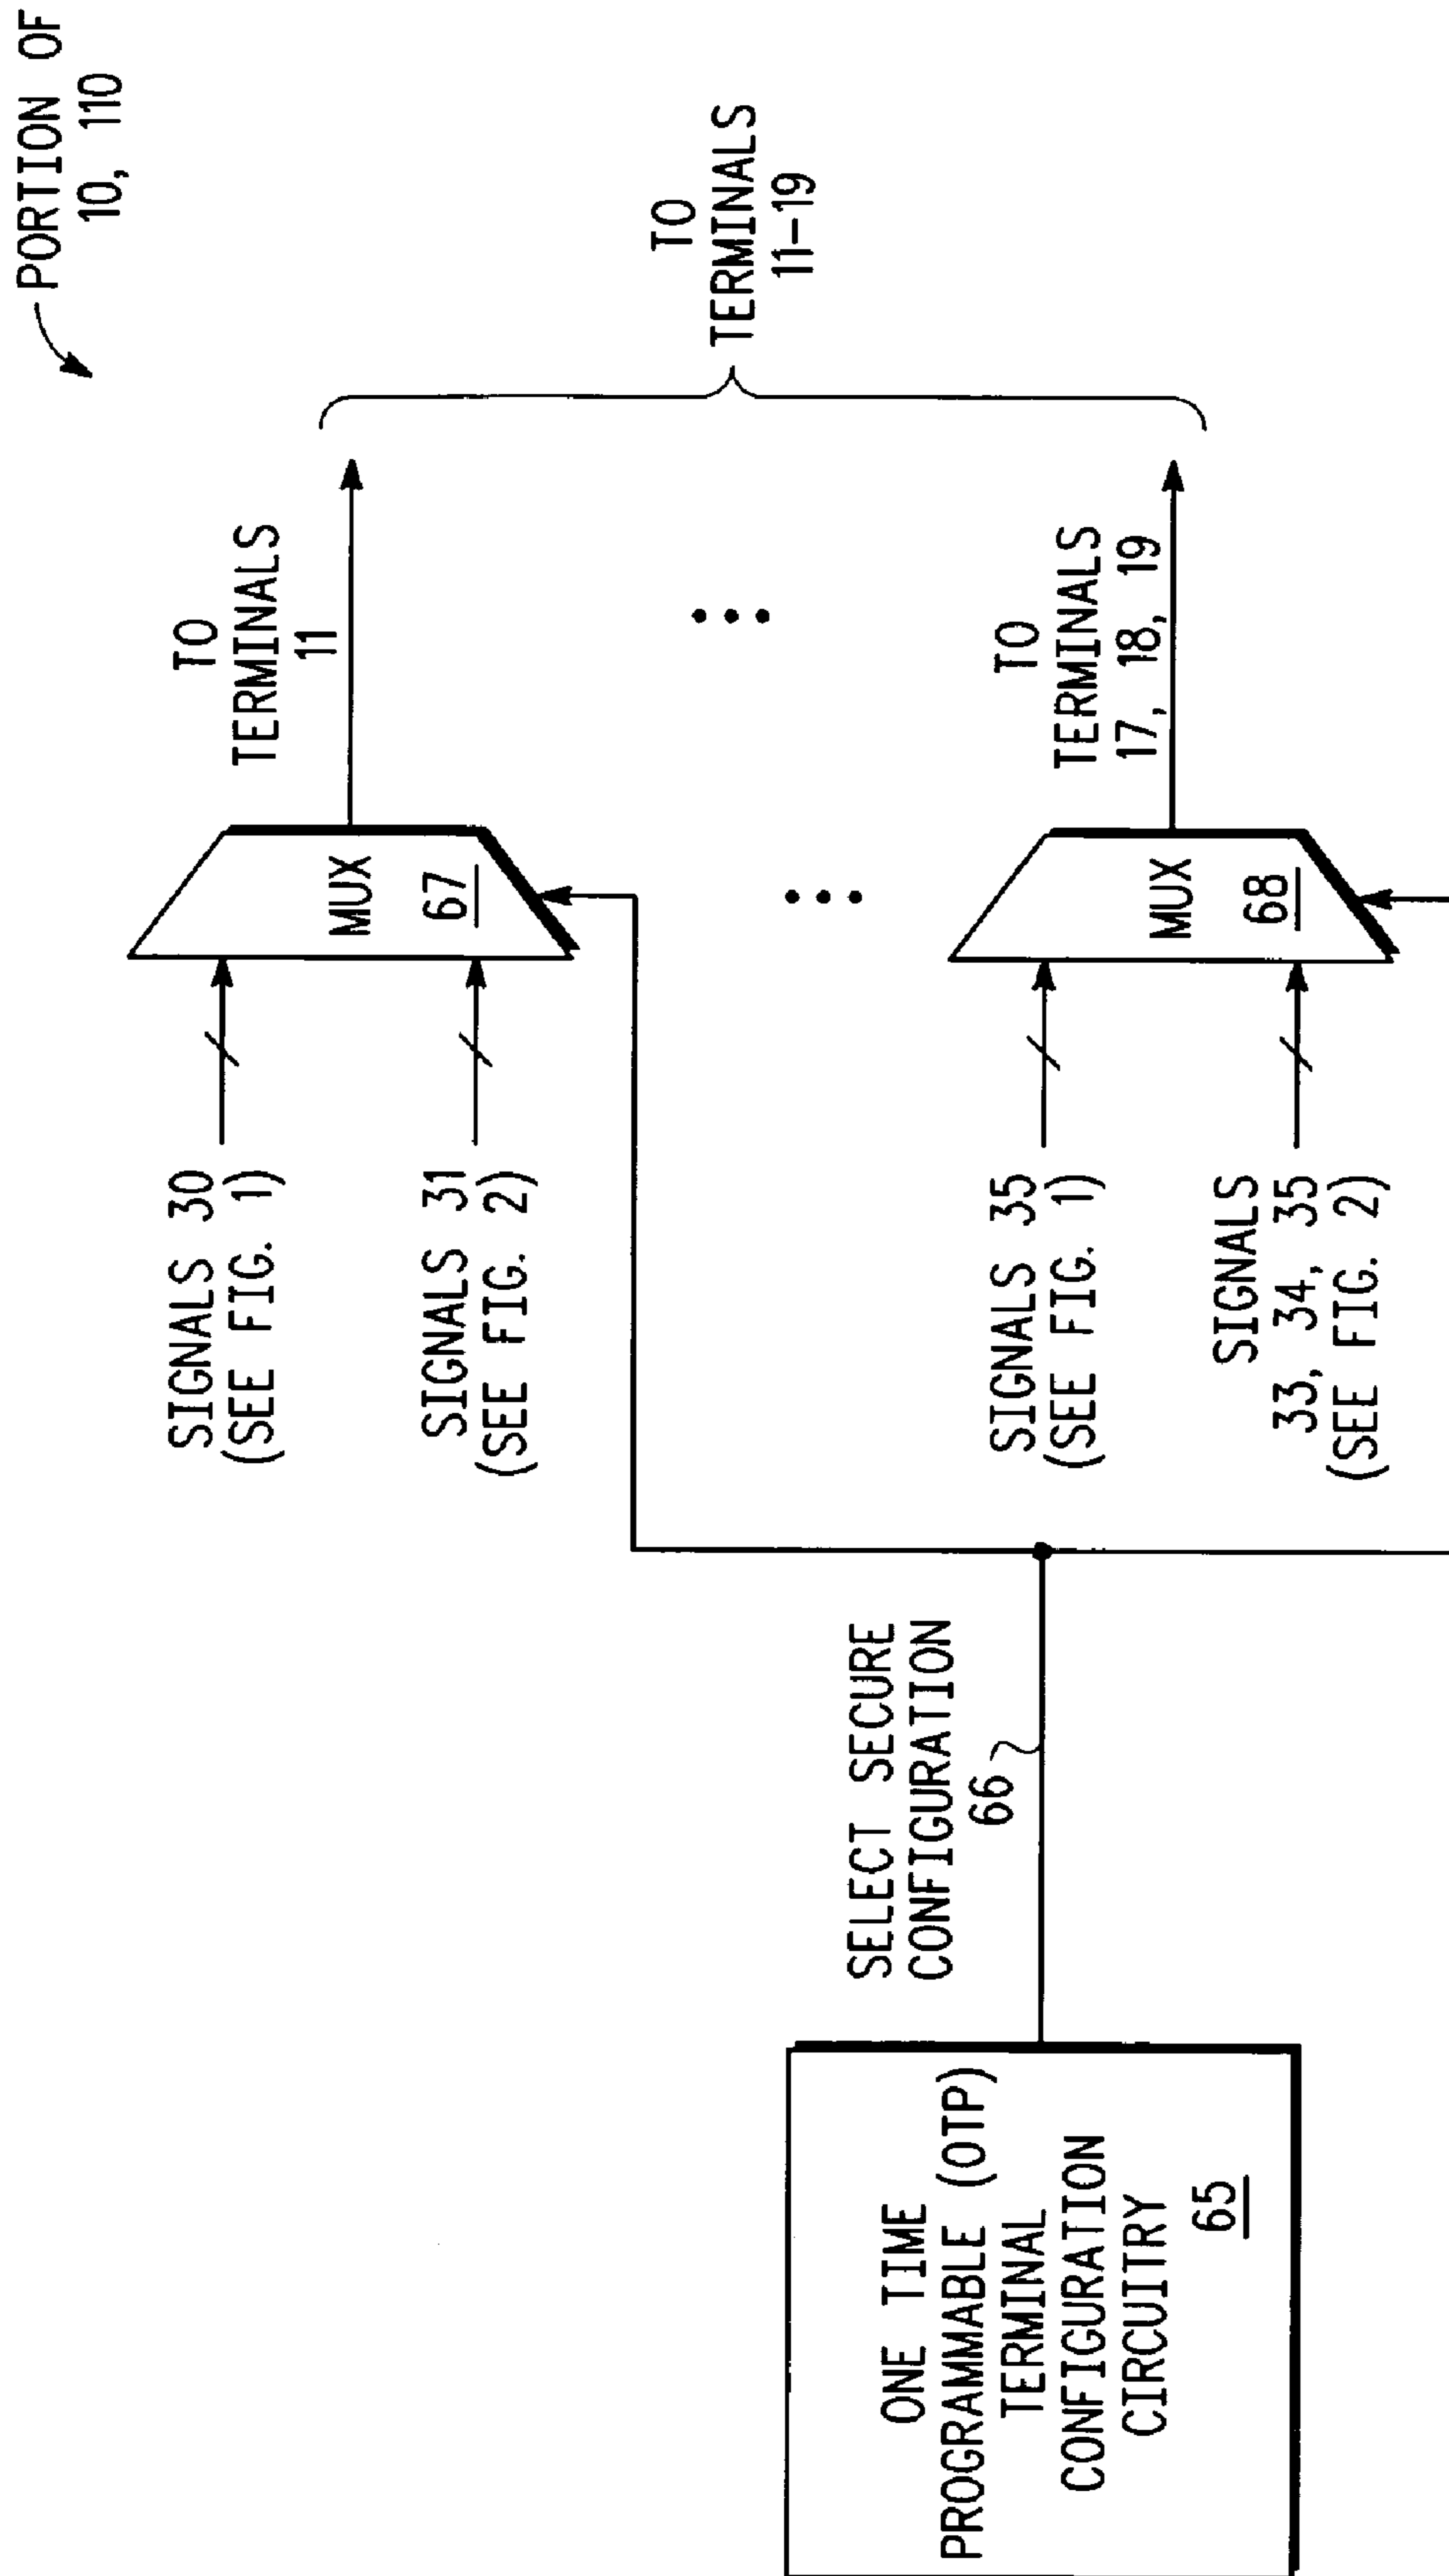 PORTION OF
10, 110
TO
TERMINALS
11
TO
TERMINALS
11-19
TO
TERMINALS
17, 18, 19
MUX
67
MUX
68
SIGNALS 30
(SEE FIG. 1)
SIGNALS 31
(SEE FIG. 2)
SIGNALS 35
(SEE FIG. 1)
SIGNALS
33, 34, 35
(SEE FIG. 2)
SELECT SECURE
CONFIGURATION
66
ONE TIME
PROGRAMMABLE (OTP)
TERMINAL
CONFIGURATION
CIRCUITRY
65